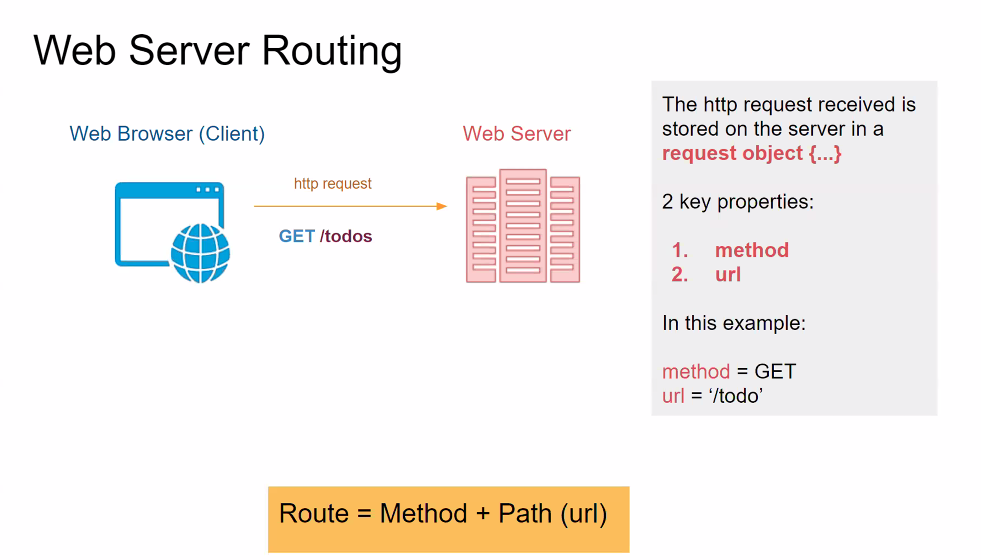 Web Server Routing
Web Browser (Client)
Web Server
http request
GET /todos
The http request received is
stored on the server in a
request object {...}
2 key properties:
1. method
2. url
In this example:
method = GET
url = ‘/todo’
Route = Method + Path (url)